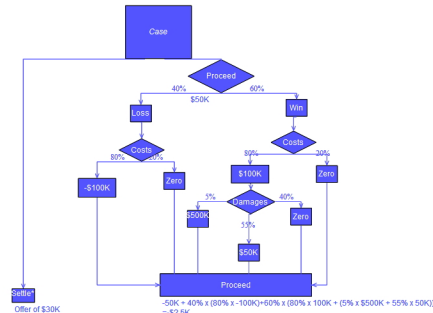 Case
Proceed
40%
60%
$50K
Loss
Win
Costs
Costs
80%
20%
80%
20%
-$100K
Zero
$100K
Zero
5%
Damages
40%
$500K
Zero
55%
$50K
Settle*
Proceed
Offer of $30K
-50K + 40% x (80% x -100K)+60% x (80% x 100K + (5% x $500K + 55% x 50K))
=-$2.5K